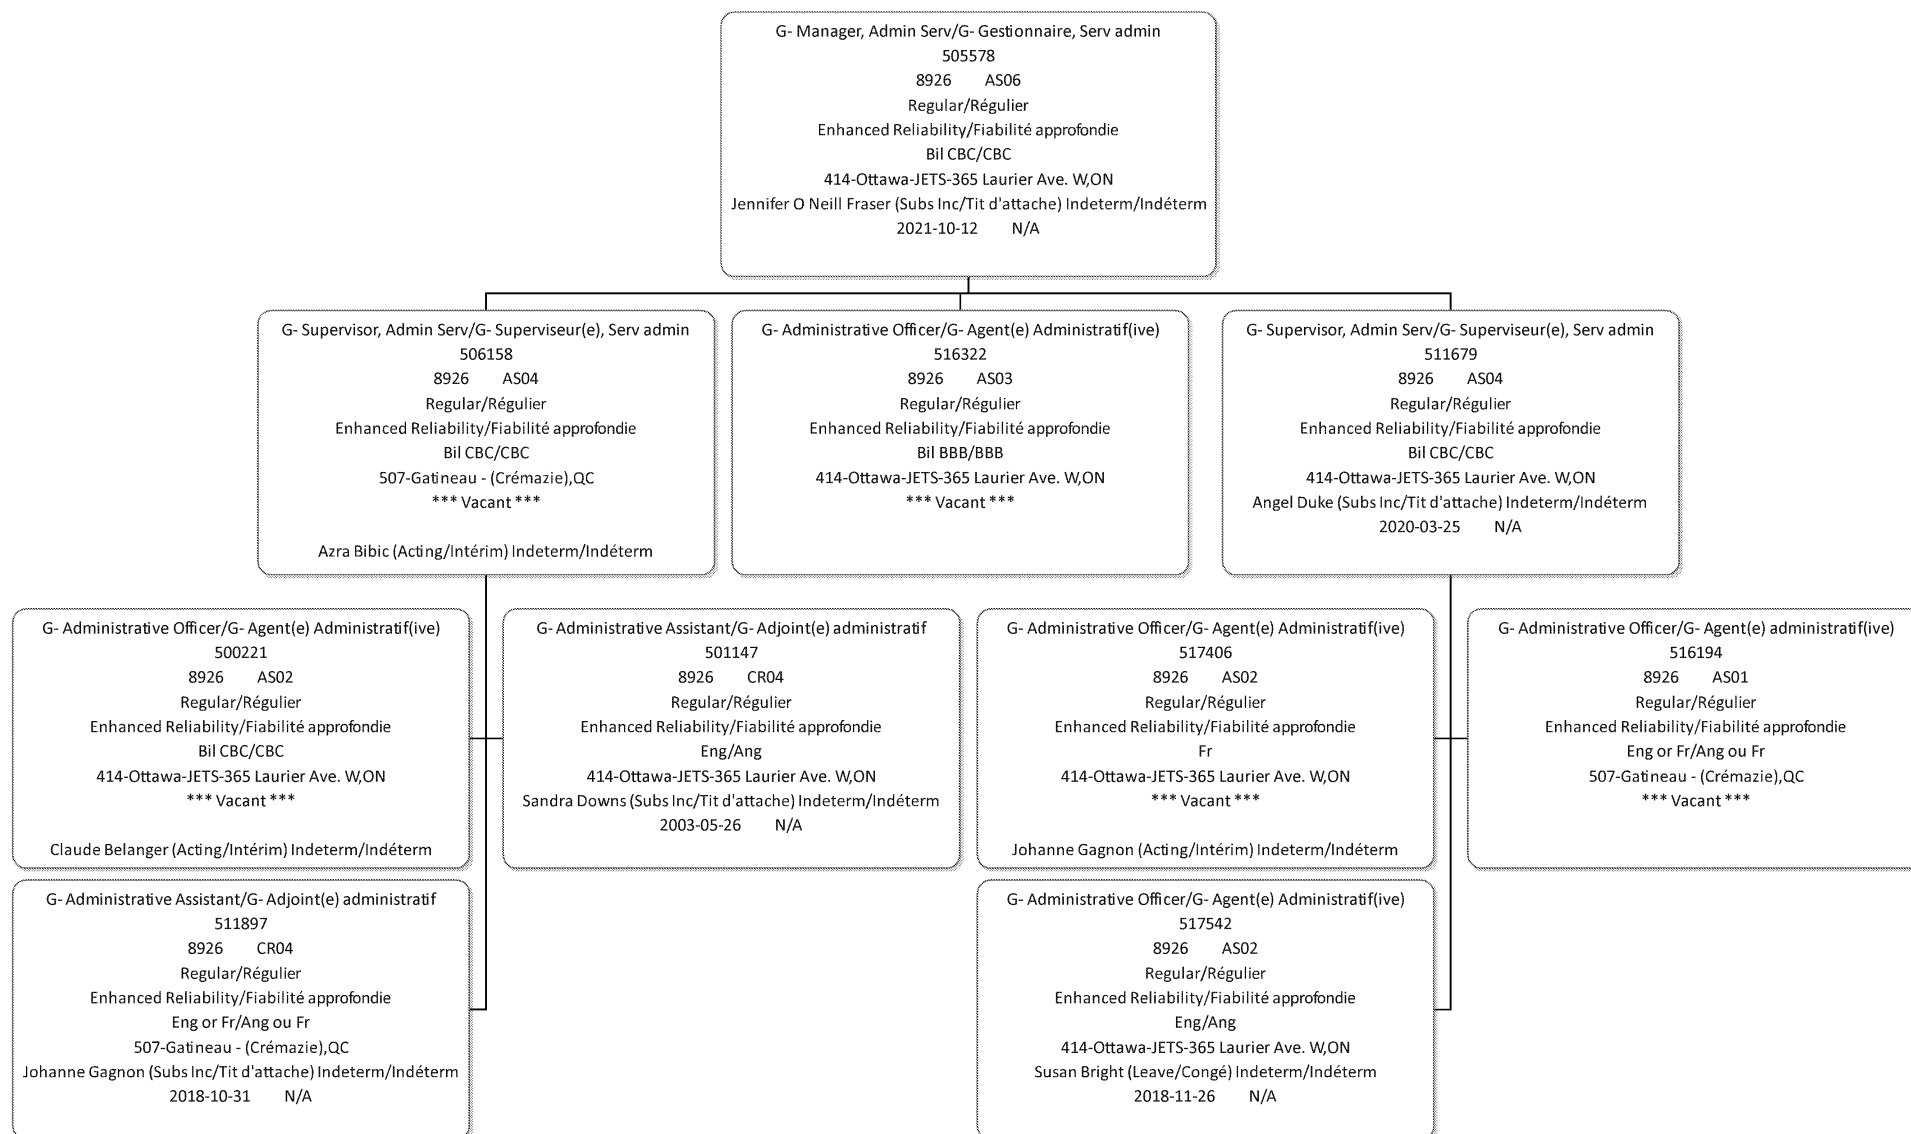 G- Manager, Admin Serv/G- Gestionnaire, Serv admin
505578
8926 AS06
Regular/Régulier
Enhanced Reliability/Fiabilité approfondie
Bil CBC/CBC
414-Ottawa-JETS-365 Laurier Ave. W,ON
Jennifer O Neill Fraser (Subs Inc/Tit d'attache) Indeterm/Indéterm
2021-10-12 N/A
G- Supervisor, Admin Serv/G- Superviseur(e), Serv admin
506158
8926 AS04
Regular/Régulier
Enhanced Reliability/Fiabilité approfondie
Bil CBC/CBC
507-Gatineau - (Crémazie),QC
*** Vacant ***
Azra Bibic (Acting/Intérim) Indeterm/Indéterm
G- Administrative Officer/G- Agent(e) Administratif(ive)
516322
8926 AS03
Regular/Régulier
Enhanced Reliability/Fiabilité approfondie
Bil BBB/BBB
414-Ottawa-JETS-365 Laurier Ave. W,ON
*** Vacant ***
G- Supervisor, Admin Serv/G- Superviseur(e), Serv admin
511679
8926 AS04
Regular/Régulier
Enhanced Reliability/Fiabilité approfondie
Bil CBC/CBC
414-Ottawa-JETS-365 Laurier Ave. W,ON
Angel Duke (Subs Inc/Tit d'attache) Indeterm/Indéterm
2020-03-25 N/A
G- Administrative Officer/G- Agent(e) Administratif(ive)
500221
8926 AS02
Regular/Régulier
Enhanced Reliability/Fiabilité approfondie
Bil CBC/CBC
414-Ottawa-JETS-365 Laurier Ave. W,ON
*** Vacant ***
Claude Belanger (Acting/Intérim) Indeterm/Indéterm
G- Administrative Assistant/G- Adjoint(e) administratif
501147
8926 CR04
Regular/Régulier
Enhanced Reliability/Fiabilité approfondie
Eng/Ang
414-Ottawa-JETS-365 Laurier Ave. W,ON
Sandra Downs (Subs Inc/Tit d'attache) Indeterm/Indéterm
2003-05-26 N/A
G- Administrative Officer/G- Agent(e) Administratif(ive)
517406
8926 AS02
Regular/Régulier
Enhanced Reliability/Fiabilité approfondie
Fr
414-Ottawa-JETS-365 Laurier Ave. W,ON
*** Vacant ***
Johanne Gagnon (Acting/Intérim) Indeterm/Indéterm
G- Administrative Officer/G- Agent(e) administratif(ive)
516194
8926 AS01
Regular/Régulier
Enhanced Reliability/Fiabilité approfondie
Eng or Fr/Ang ou Fr
507-Gatineau - (Crémazie),QC
*** Vacant ***
G- Administrative Assistant/G- Adjoint(e) administratif
511897
8926 CR04
Regular/Régulier
Enhanced Reliability/Fiabilité approfondie
Eng or Fr/Ang ou Fr
507-Gatineau - (Crémazie),QC
Johanne Gagnon (Subs Inc/Tit d'attache) Indeterm/Indéterm
2018-10-31 N/A
G- Administrative Officer/G- Agent(e) Administratif(ive)
517542
8926 AS02
Regular/Régulier
Enhanced Reliability/Fiabilité approfondie
Eng/Ang
414-Ottawa-JETS-365 Laurier Ave. W,ON
Susan Bright (Leave/Congé) Indeterm/Indéterm
2018-11-26 N/A